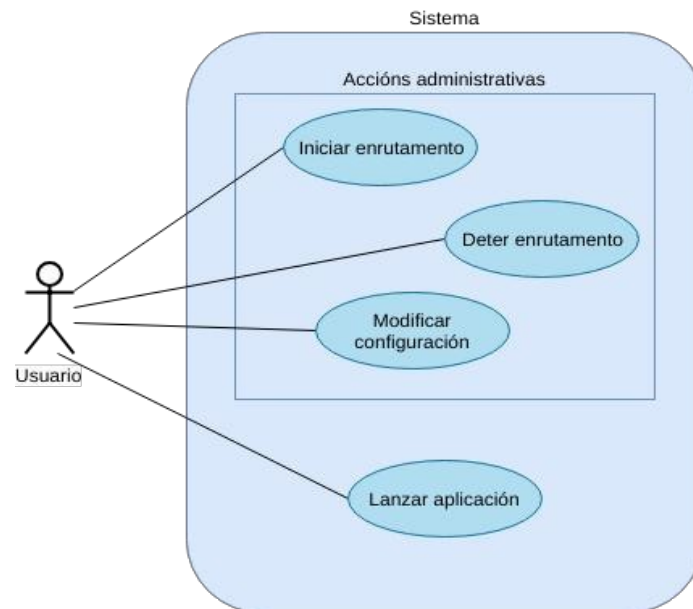 Sistema
Accións administrativas
Iniciar enrutamento
Deter enrutamento
Modificar
configuración
Usuario
Lanzar aplicación